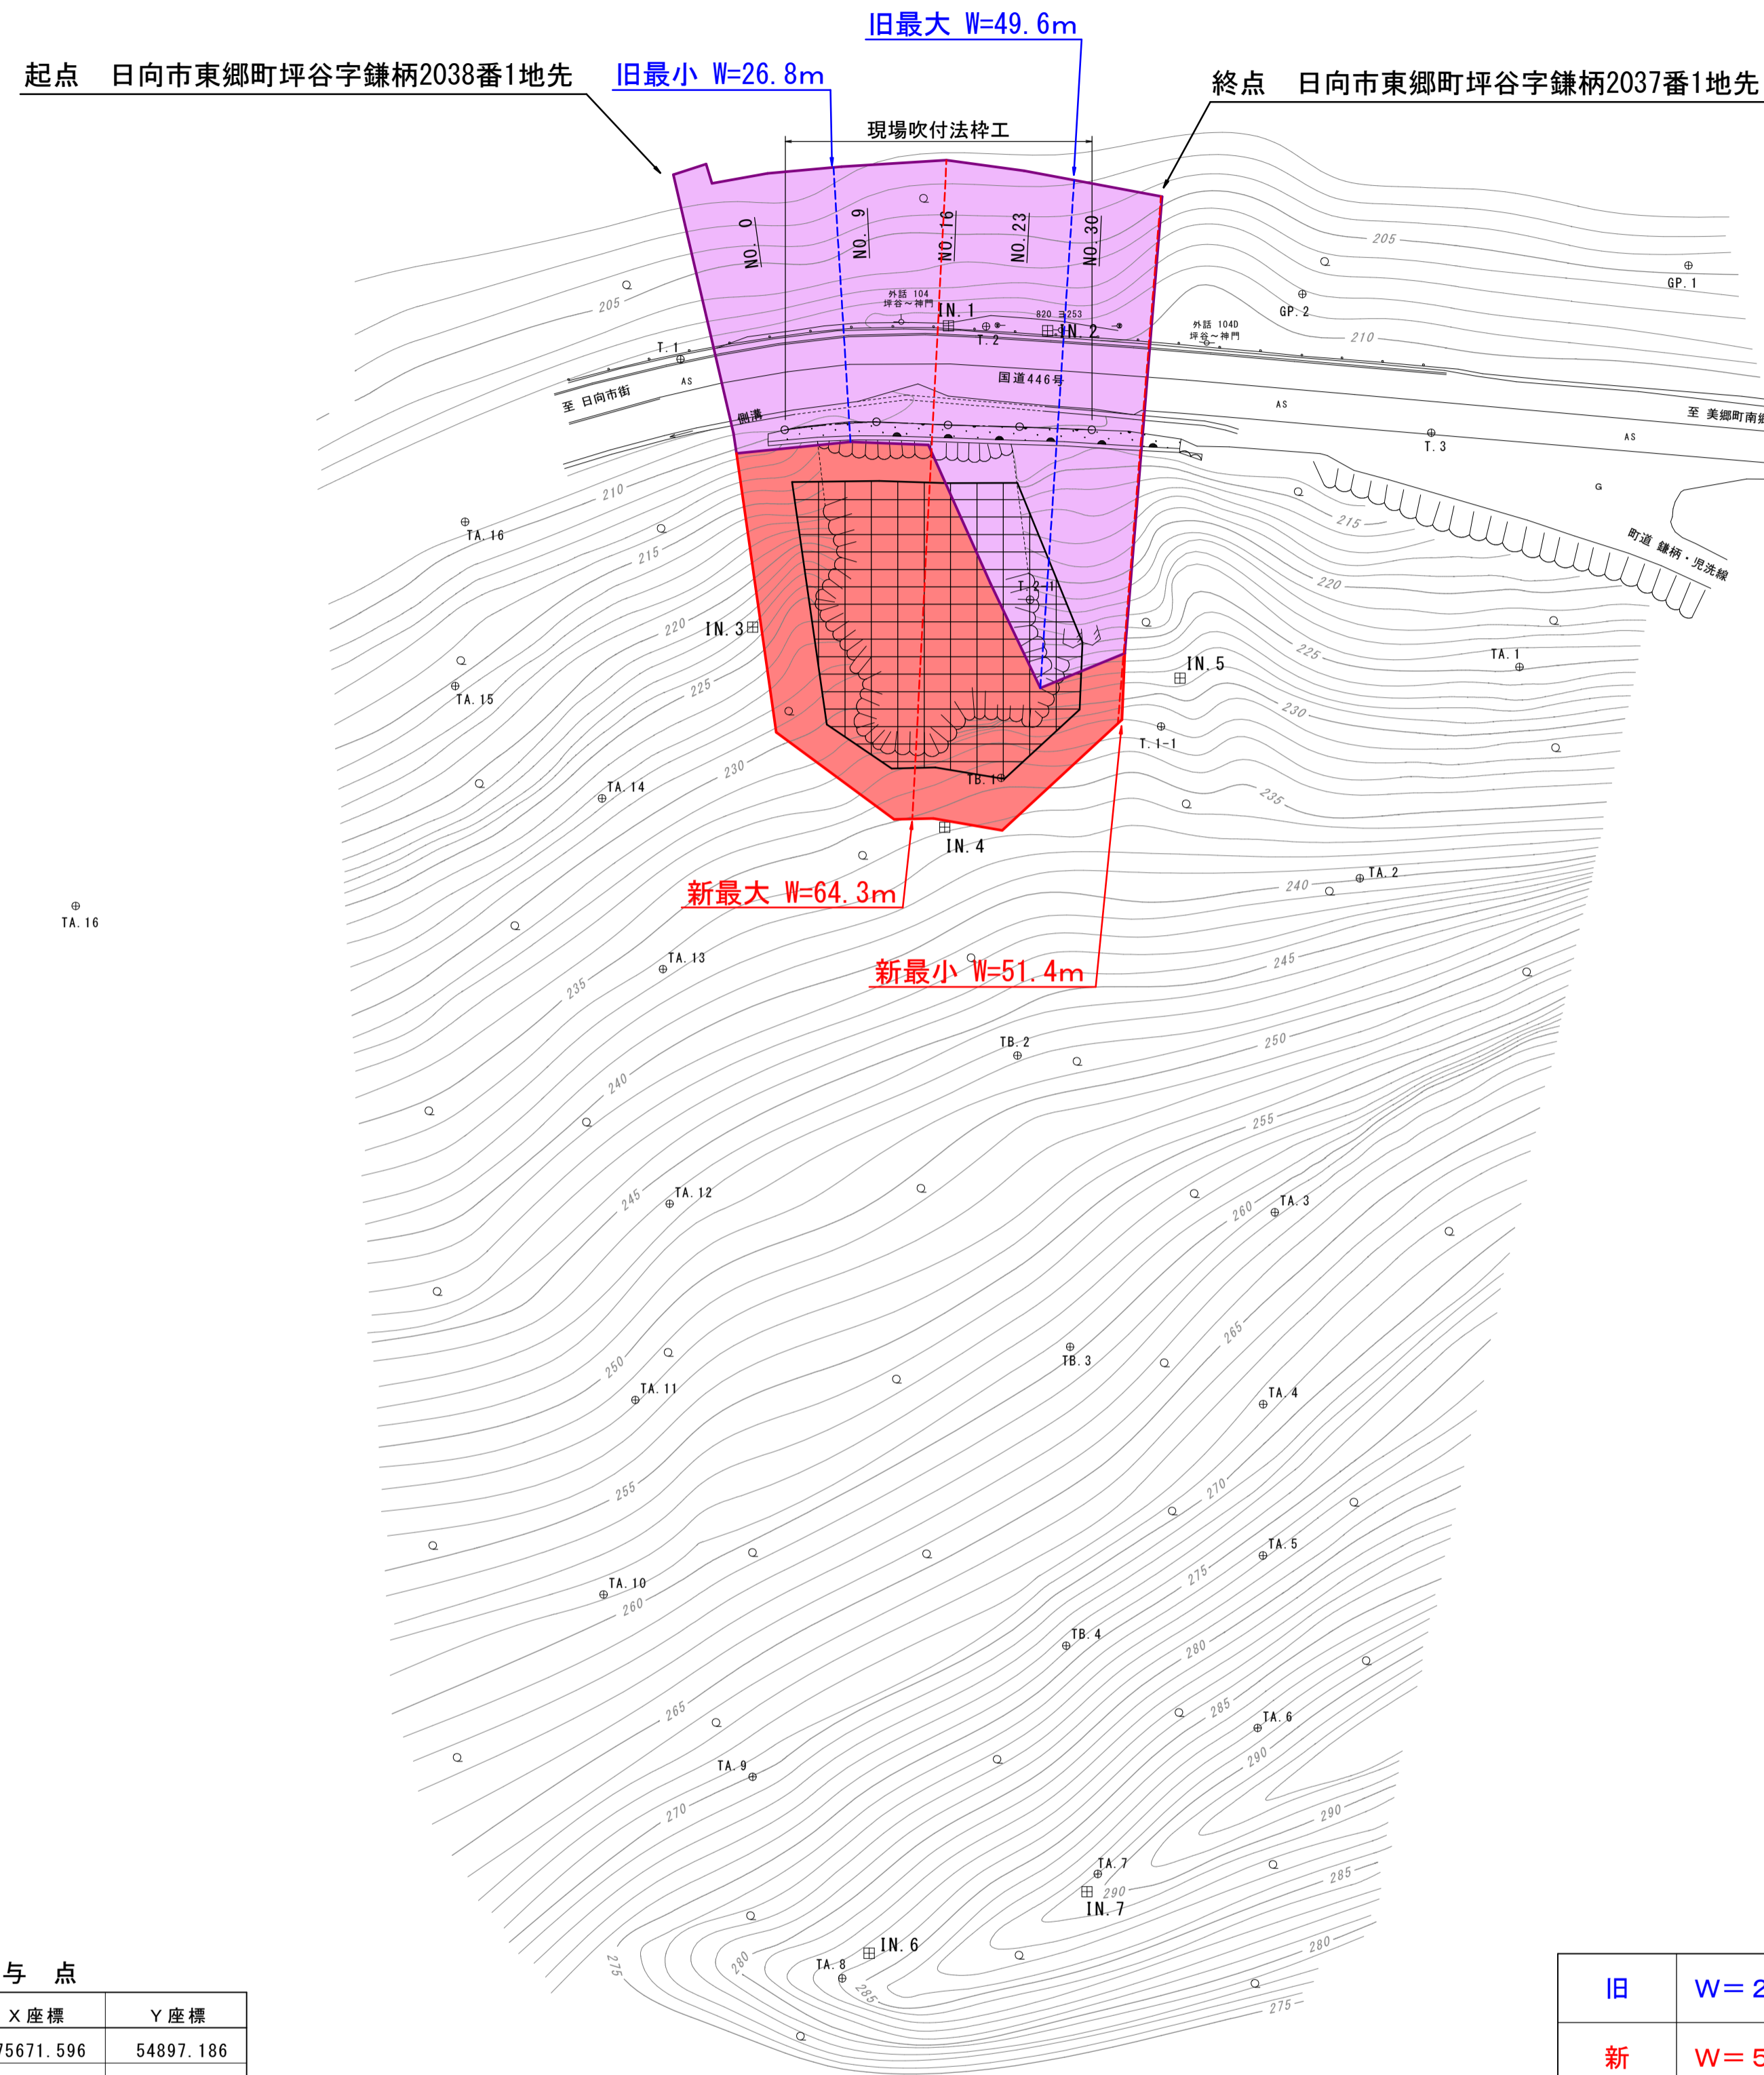 旧最大 W=49.6m
起点　日向市東郷町坪谷字鎌柄2038番1地先
旧最小 W=26.8m
終点　日向市東郷町坪谷字鎌柄2037番1地先
現場吹付法枠工
NO. 0
NO. 9
NO.16
NO.23
NO.30
205
205
GP.1
GP.2
外話 104
坪谷～神門
IN.1
T.2
IN.2
外話 104D
坪谷～神門
210
T.1
AS
至 日向市街
国道446号
AS
至 美郷町南郷
側溝
AS
T.3
G
210
TA.16
215
215
町道 鎌柄・児洗線
220
T.2-1
220
IN.3
225
TA.1
IN.5
225
TA.15
230
T.1-1
230
TB.1
TA.14
235
IN.4
TA.2
240
新最大 W=64.3m
TA.16
TA.13
245
新最小 W=51.4m
235
TB.2
250
240
255
TA.12
245
TA.3
260
265
250
TB.3
TA.11
TA.4
255
270
TA.5
275
TA.10
260
TB.4
280
265
285
TA.6
290
TA.9
270
290
TA.7
290
285
IN.7
IN.6
280
275
280
TA.8
285
275
与　点
X座標 Y座標
75671.596 54897.186
旧 W＝2
新 W＝5